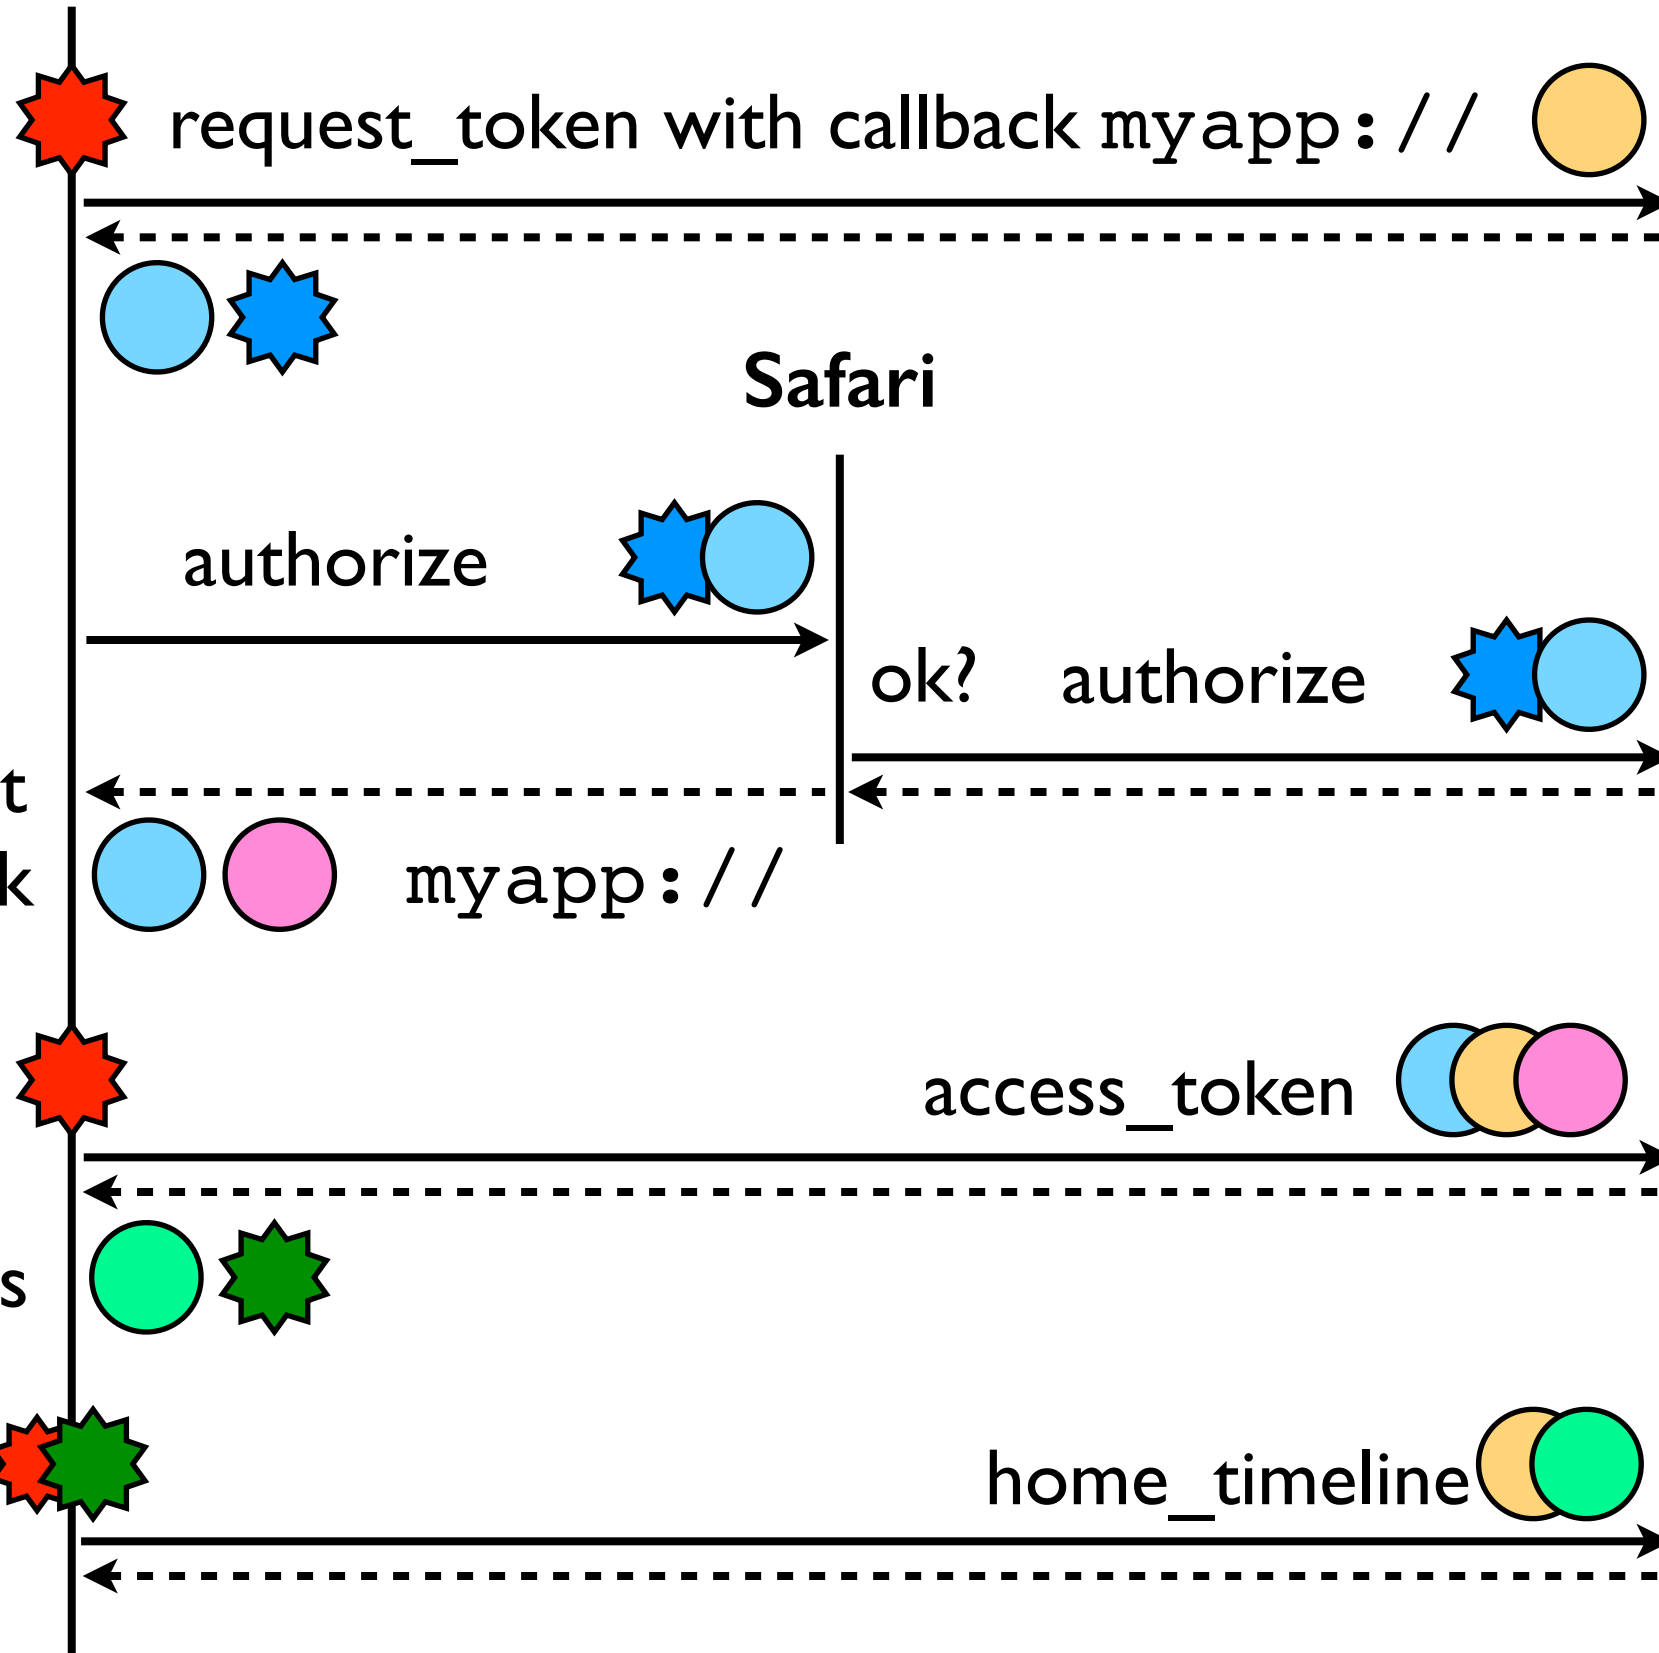 request_token with callback myapp://
Safari
authorize
ok? authorize
t
k myapp://
access_token
s
home_timeline